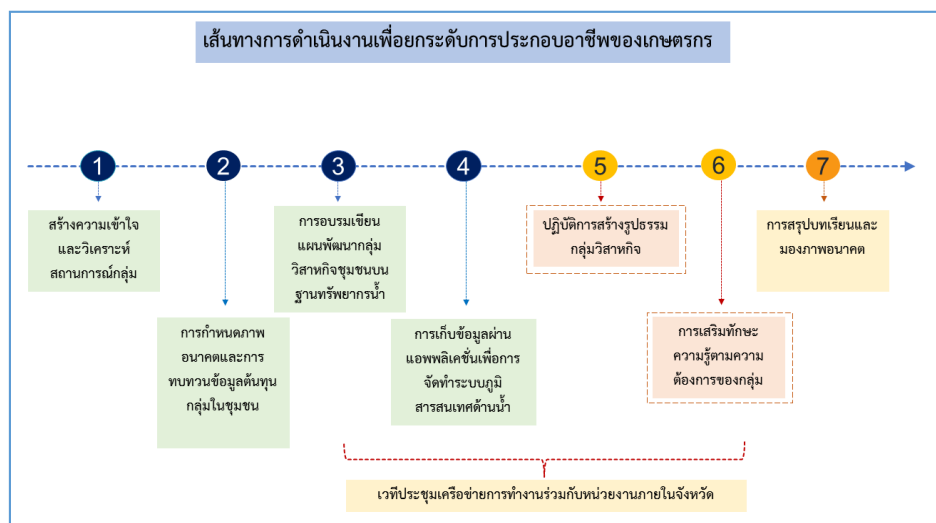 เส้นทางการดำเนินงานเพื่อยกระดับการประกอบอาชีพของเกษตรกร
1
2
3
4
5
6
7
สร้างความเข้าใจ
และวิเคราะห์
สถานการณ์กลุ่ม
การกำหนดภาพ
อนาคตและการ
ทบทวนข้อมูลต้นทุน
กลุ่มในชุมชน
การอบรมเขียน
แผนพัฒนากลุ่ม
วิสาหกิจชุมชนบน
ฐานทรัพยากรน้ำ
การเก็บข้อมูลผ่าน
แอพพลิเคชั่นเพื่อการ
จัดทำระบบภูมิ
สารสนเทศด้านน้ำ
ปฏิบัติการสร้างรูปธรรม
กลุ่มวิสาหกิจ
การเสริมทักษะ
ความรู้ตามความ
ต้องการของกลุ่ม
การสรุปบทเรียนและ
มองภาพอนาคต
เวทีประชุมเครือข่ายการทำงานร่วมกับหน่วยงานภายในจังหวัด